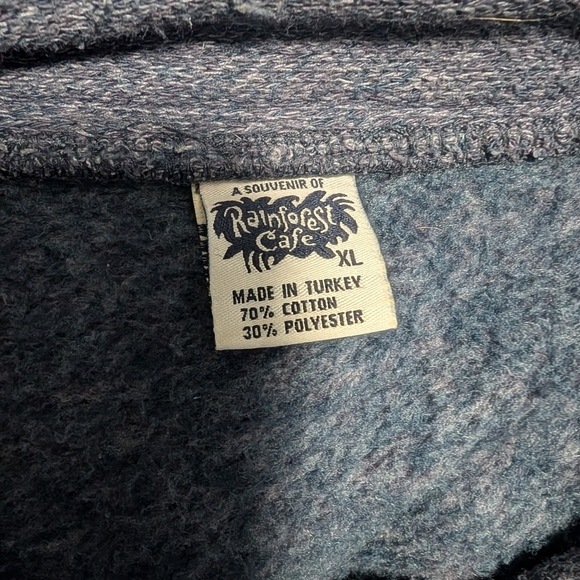 A SOUVENIR OF
Rainforest
Cafe
XL
MADE IN TURKEY
70% COTTON
30% POLYESTER